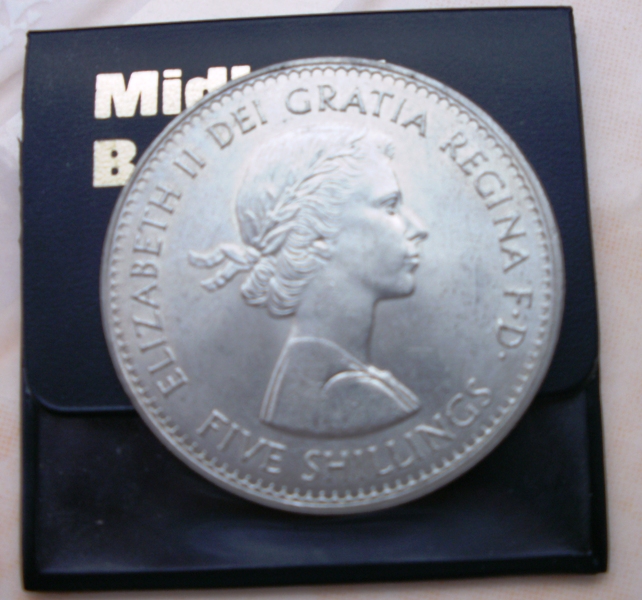 Midl
B
ELIZABETH II DEI GRATIA REGINA F·D·
FIVE SHILLINGS